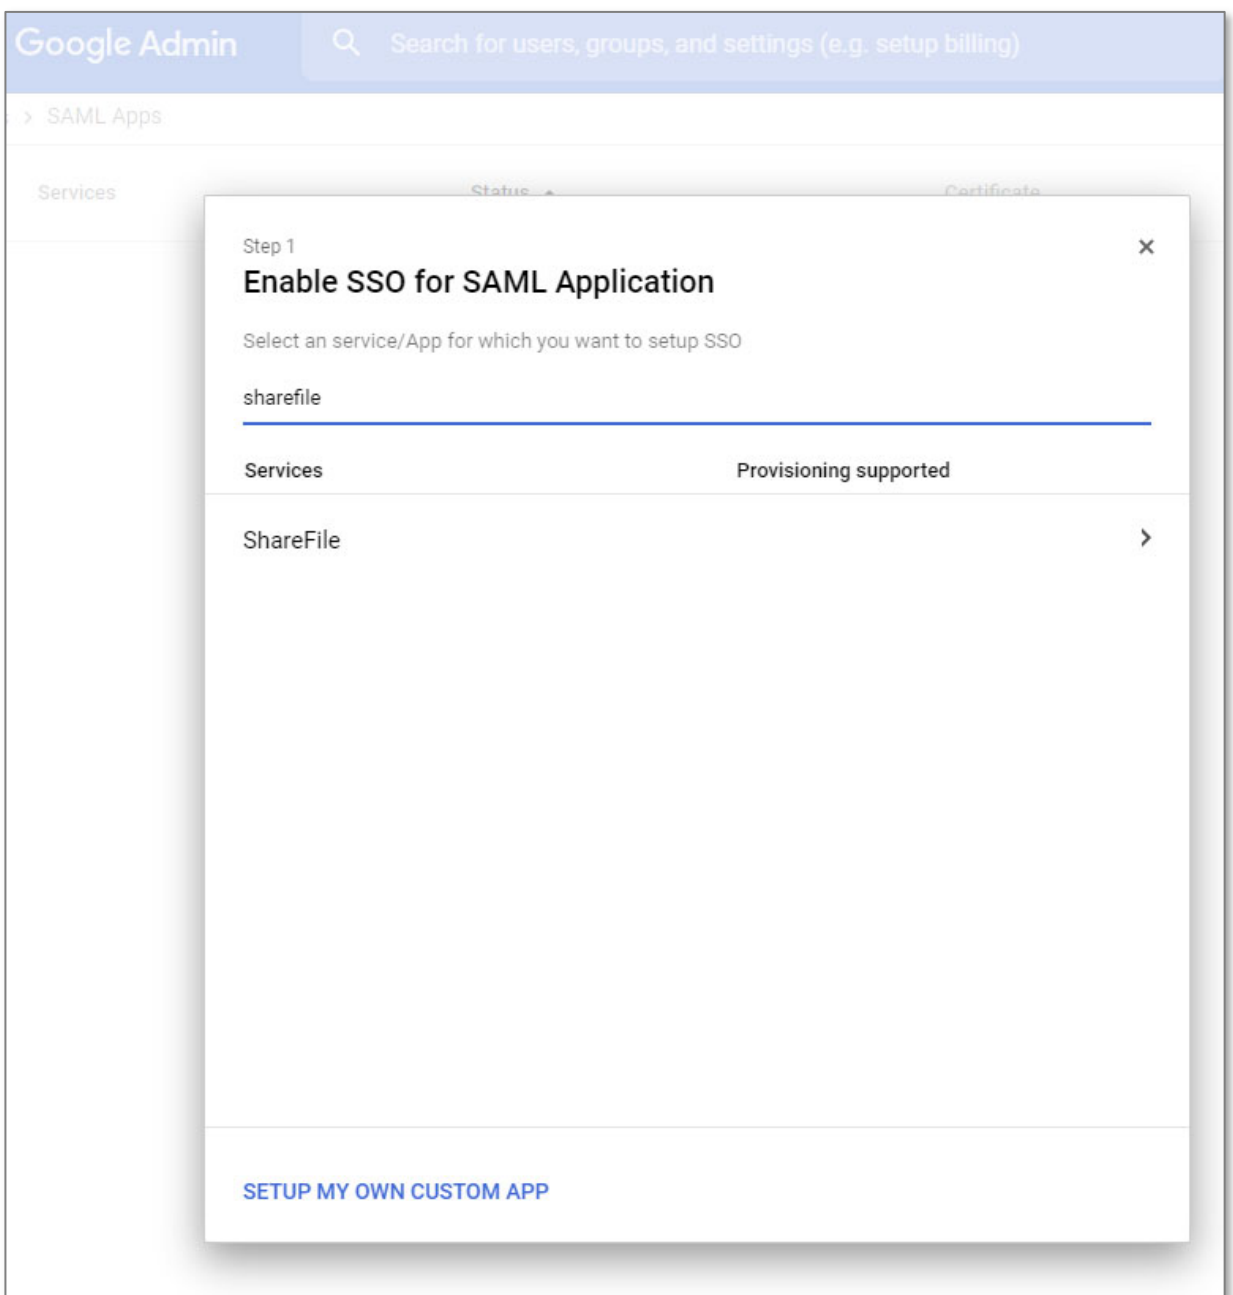 Google Admin
Search for users, groups, and settings (e.g. setup billing)
> SAML Apps
Services Status Certificate
Step 1
Enable SSO for SAML Application
Select an service/App for which you want to setup SSO
sharefile
Services Provisioning supported
ShareFile
SETUP MY OWN CUSTOM APP